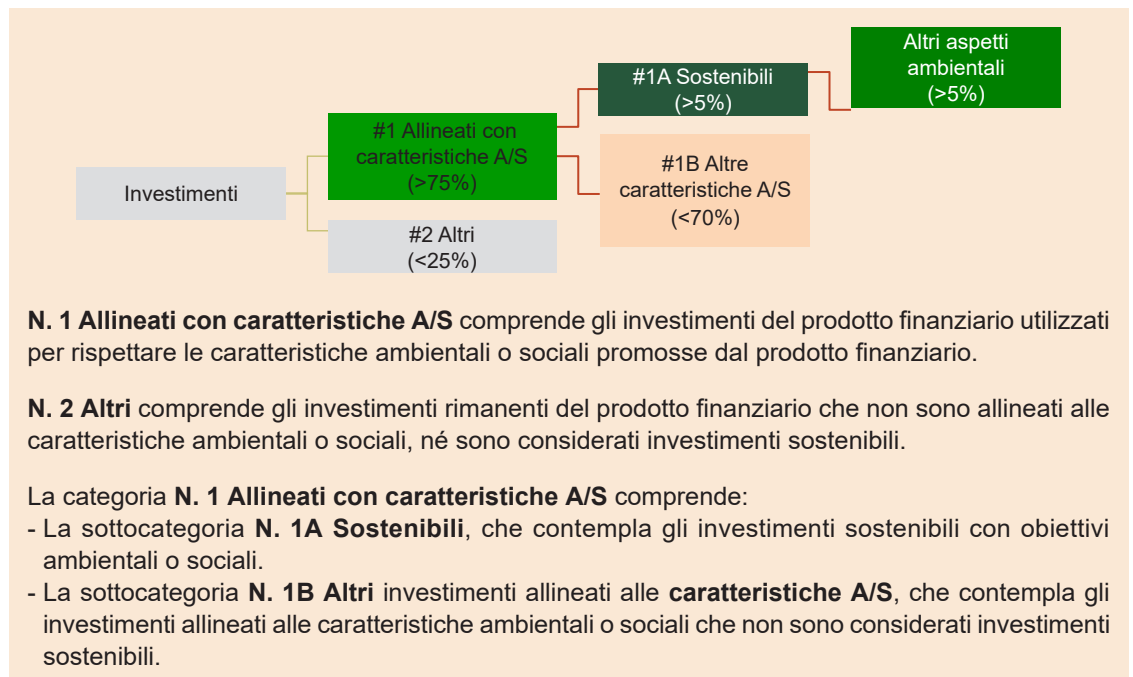 Altri aspetti
ambientali
(>5%)
#1A Sostenibili
(>5%)
#1 Allineati con
caratteristiche A/S
(>75%)
#1B Altre
caratteristiche A/S
(<70%)
Investimenti
#2 Altri
(<25%)
N. 1 Allineati con caratteristiche A/S comprende gli investimenti del prodotto finanziario utilizzati
per rispettare le caratteristiche ambientali o sociali promosse dal prodotto finanziario.
N. 2 Altri comprende gli investimenti rimanenti del prodotto finanziario che non sono allineati alle
caratteristiche ambientali o sociali, né sono considerati investimenti sostenibili.
La categoria N. 1 Allineati con caratteristiche A/S comprende:
- La sottocategoria N. 1A Sostenibili, che contempla gli investimenti sostenibili con obiettivi
ambientali o sociali.
- La sottocategoria N. 1B Altri investimenti allineati alle caratteristiche A/S, che contempla gli
investimenti allineati alle caratteristiche ambientali o sociali che non sono considerati investimenti
sostenibili.